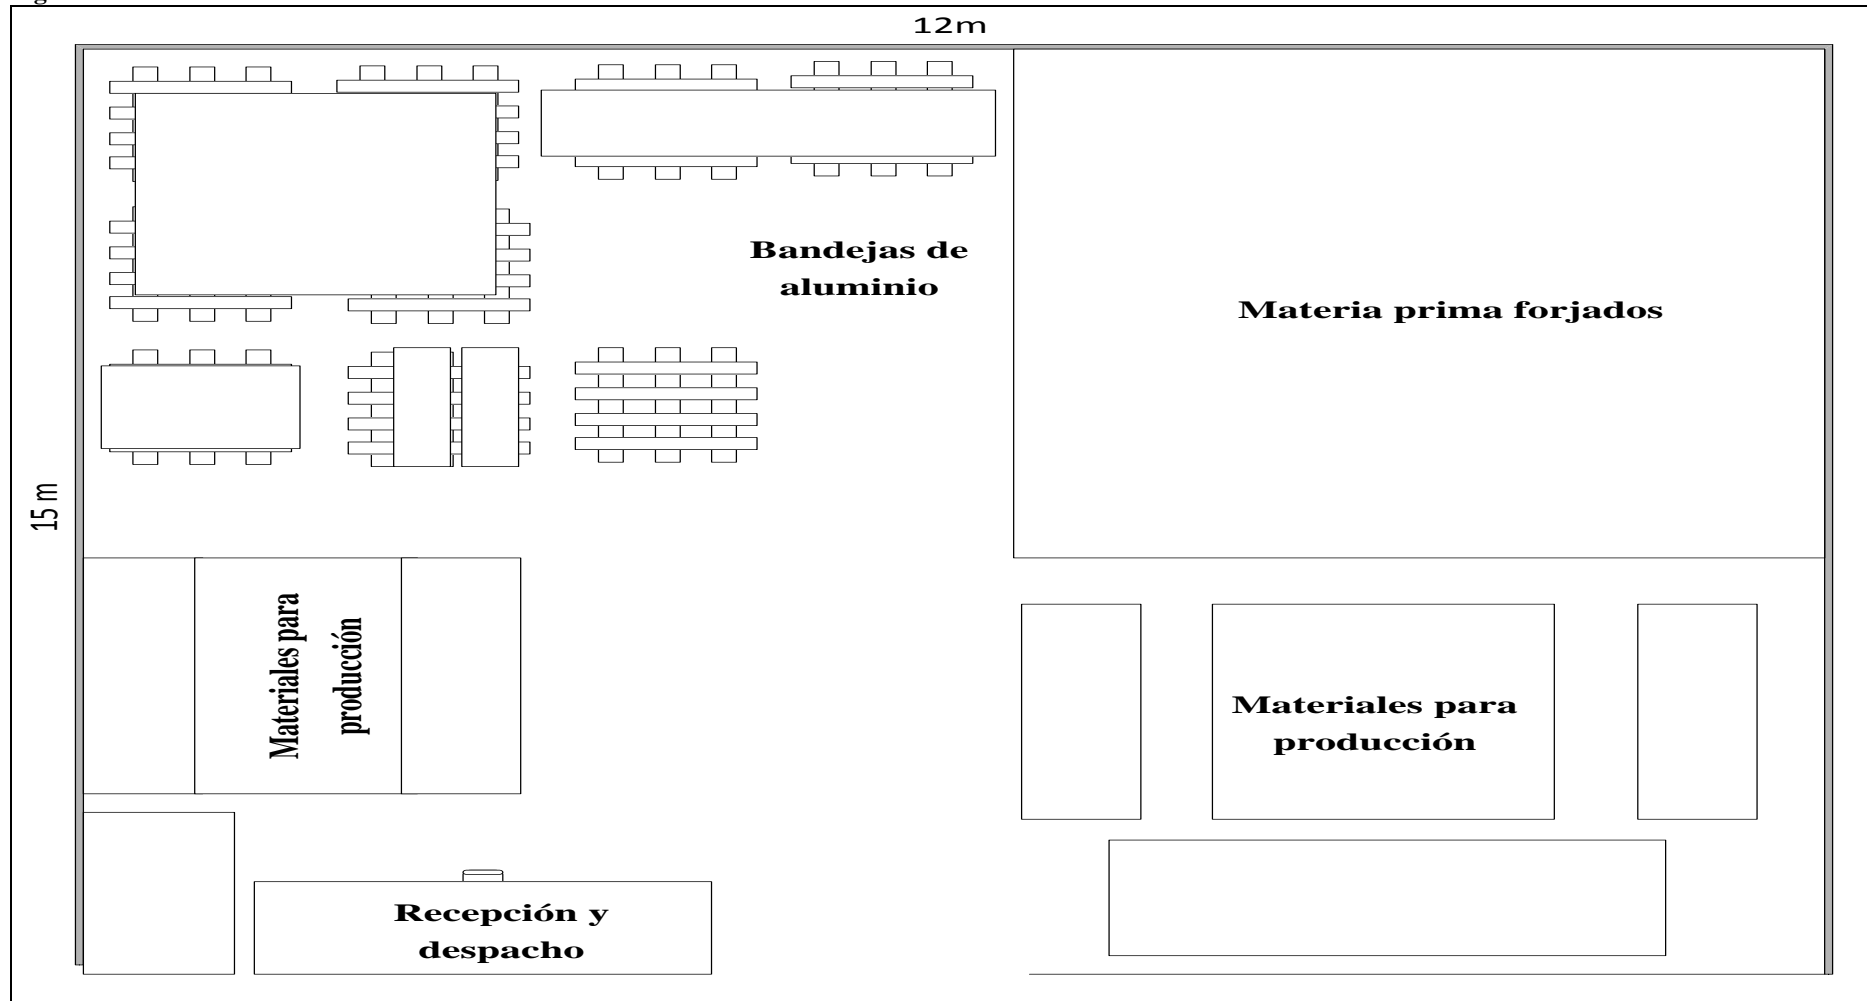 12m
Bandejas de
aluminio
Materia prima forjados
15 m
Materiales para
producción
Materiales para
producción
Recepción y
despacho